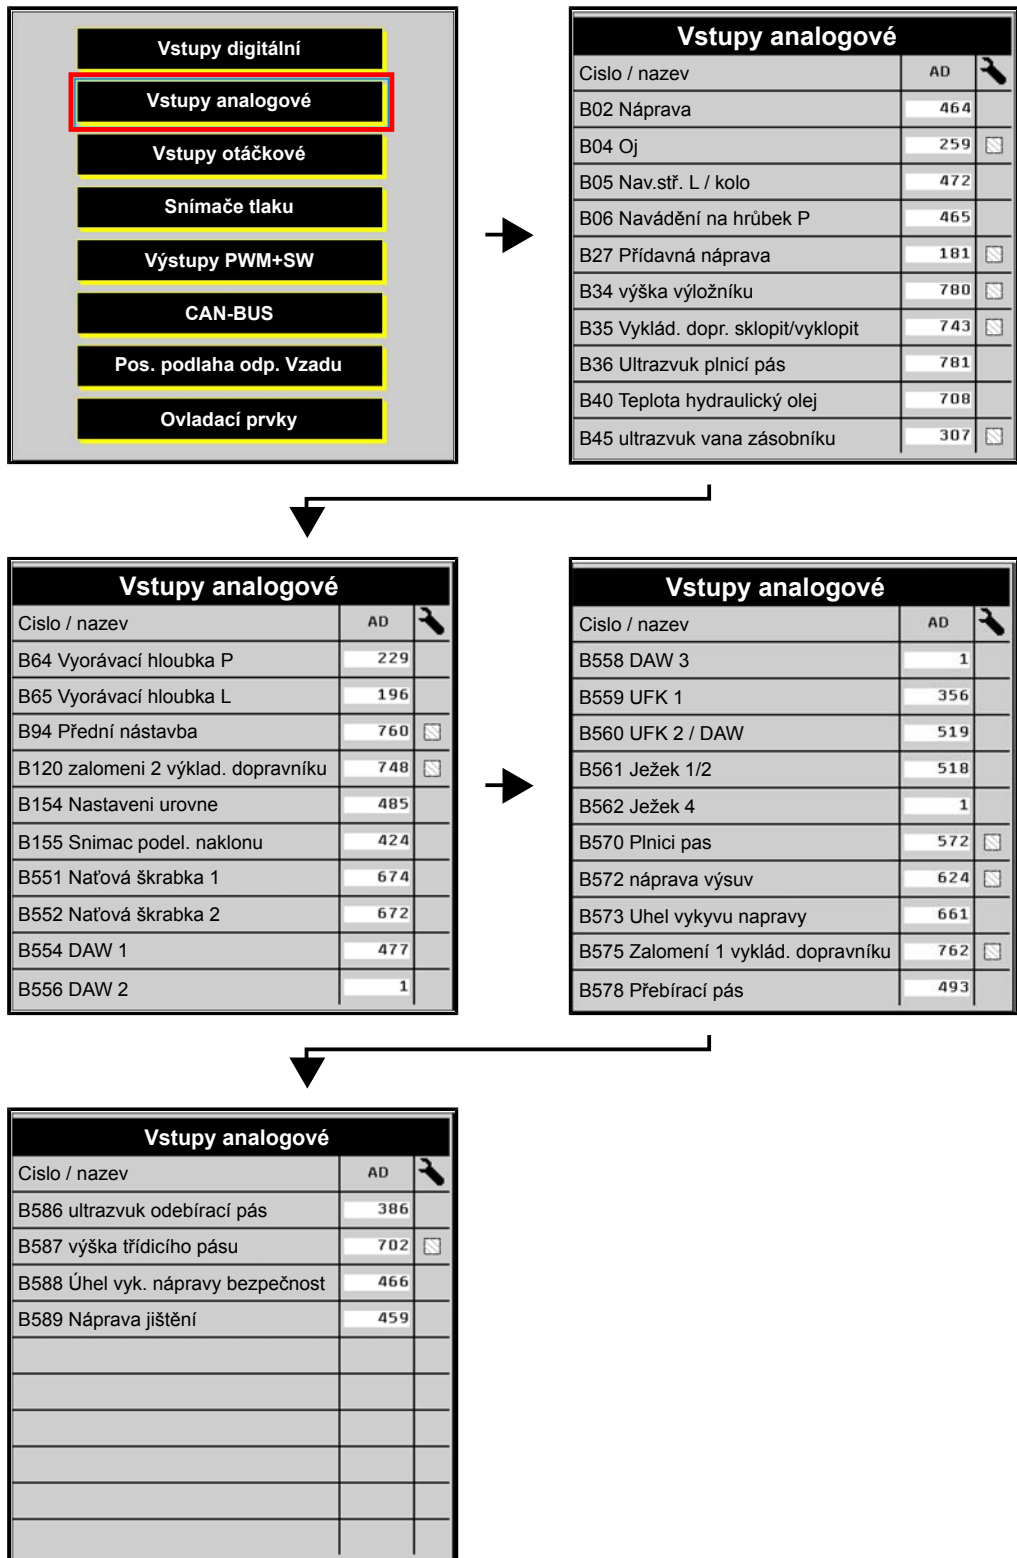 Vstupy digitální
Vstupy analogové
Vstupy otáčkové
Snímače tlaku
Výstupy PWM+SW
CAN-BUS
Pos. podlaha odp. Vzadu
Ovladací prvky
Vstupy analogové
Cislo / nazev AD
B02 Náprava 464
B04 Oj 259
B05 Nav.stř. L / kolo 472
B06 Navádění na hrůbek P 465
B27 Přídavná náprava 181
B34 výška výložníku 780
B35 Vyklád. dopr. sklopit/vyklopit 743
B36 Ultrazvuk plnicí pás 781
B40 Teplota hydraulický olej 708
B45 ultrazvuk vana zásobníku 307
Vstupy analogové
Cislo / nazev AD
B64 Vyorávací hloubka P 229
B65 Vyorávací hloubka L 196
B94 Přední nástavba 760
B120 zalomeni 2 výklad. dopravníku 748
B154 Nastaveni urovne 485
B155 Snimac podel. naklonu 424
B551 Naťová škrabka 1 674
B552 Naťová škrabka 2 672
B554 DAW 1 477
B556 DAW 2 1
Vstupy analogové
Cislo / nazev AD
B558 DAW 3 1
B559 UFK 1 356
B560 UFK 2 / DAW 519
B561 Ježek 1/2 518
B562 Ježek 4 1
B570 Plnici pas 572
B572 náprava výsuv 624
B573 Uhel vykyvu napravy 661
B575 Zalomení 1 vyklád. dopravníku 762
B578 Přebírací pás 493
Vstupy analogové
Cislo / nazev AD
B586 ultrazvuk odebírací pás 386
B587 výška třídicího pásu 702
B588 Úhel vyk. nápravy bezpečnost 466
B589 Náprava jištění 459